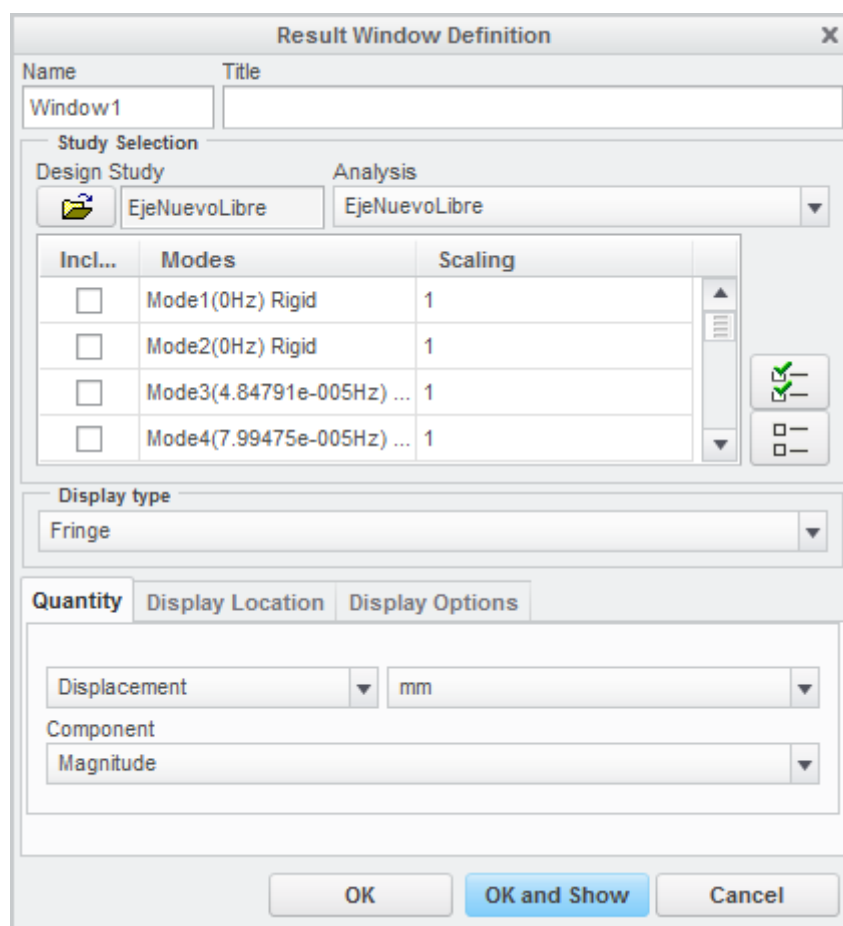 Result Window Definition
Name Title
Window1
Study Selection
Design Study Analysis
EjeNuevoLibre EjeNuevoLibre
Incl... Modes Scaling
Mode1(0Hz) Rigid 1
Mode2(0Hz) Rigid 1
Mode3(4.84791e-005Hz) ... 1
Mode4(7.99475e-005Hz) ... 1
Display type
Fringe
Quantity Display Location Display Options
Displacement mm
Component
Magnitude
OK OK and Show Cancel